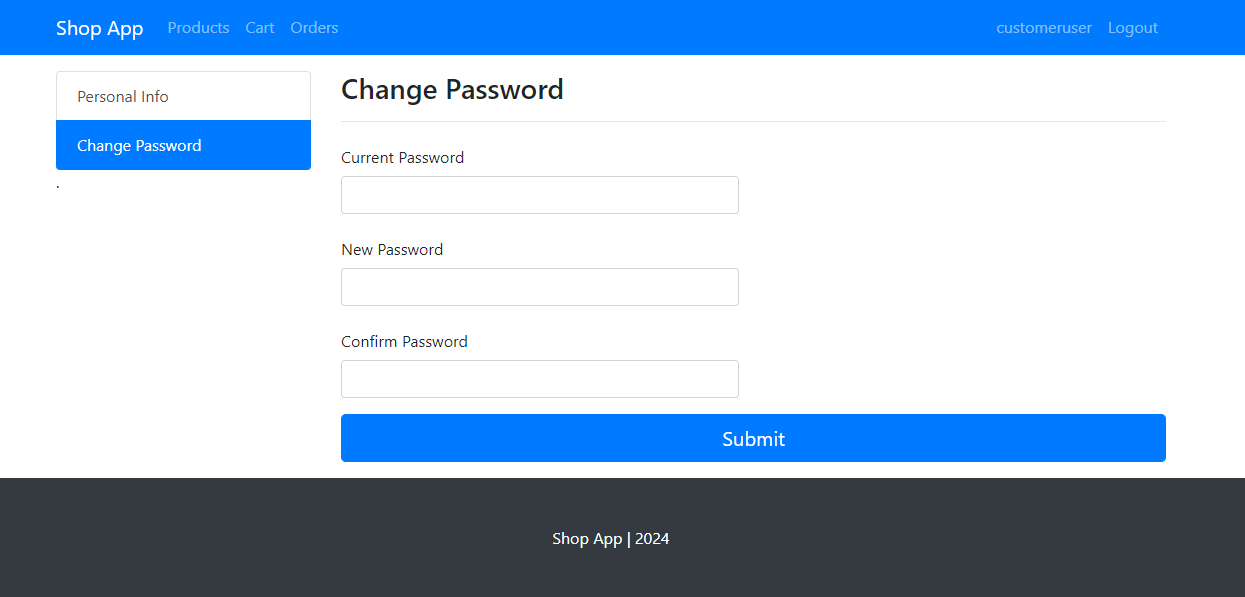 Shop App Products Cart Orders customeruser Logout
Personal Info
Change Password
.
Change Password
Current Password
New Password
Confirm Password
Submit
Shop App | 2024